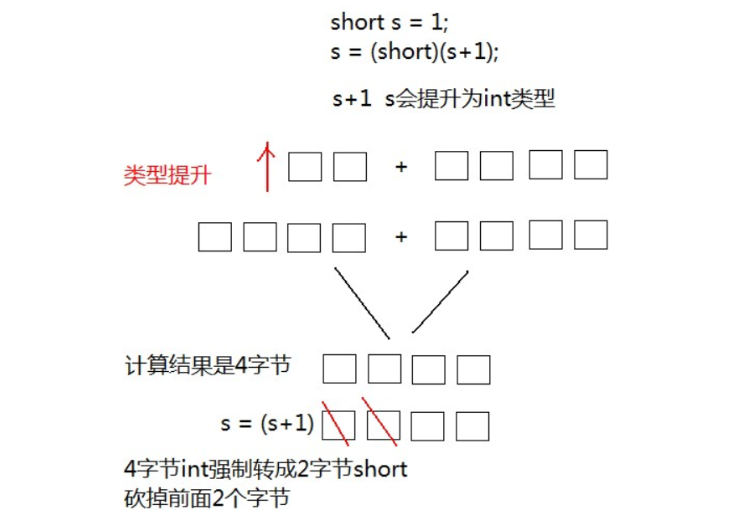 short s = 1;
s = (short)(s+1);
s+1 s会提升为int类型
类型提升
+
+
计算结果是4字节
s = (s+1)
4字节int强制转成2字节short
砍掉前面2个字节